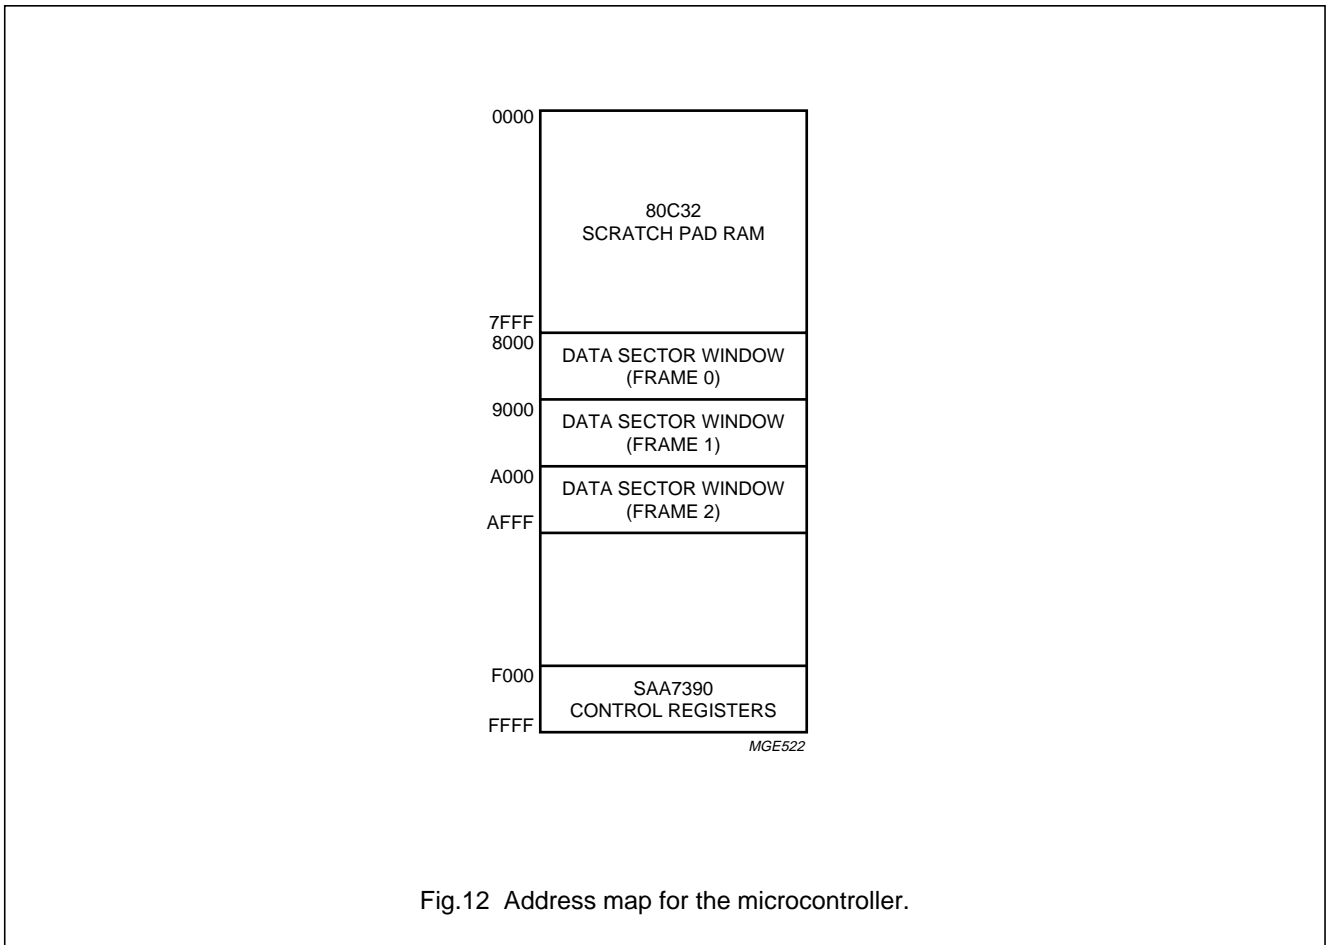 0000
80C32
SCRATCH PAD RAM
7FFF
8000
DATA SECTOR WINDOW
(FRAME 0)
9000
DATA SECTOR WINDOW
(FRAME 1)
A000
DATA SECTOR WINDOW
(FRAME 2)
AFFF
F000
SAA7390
CONTROL REGISTERS
FFFF
MGE522
Fig.12 Address map for the microcontroller.